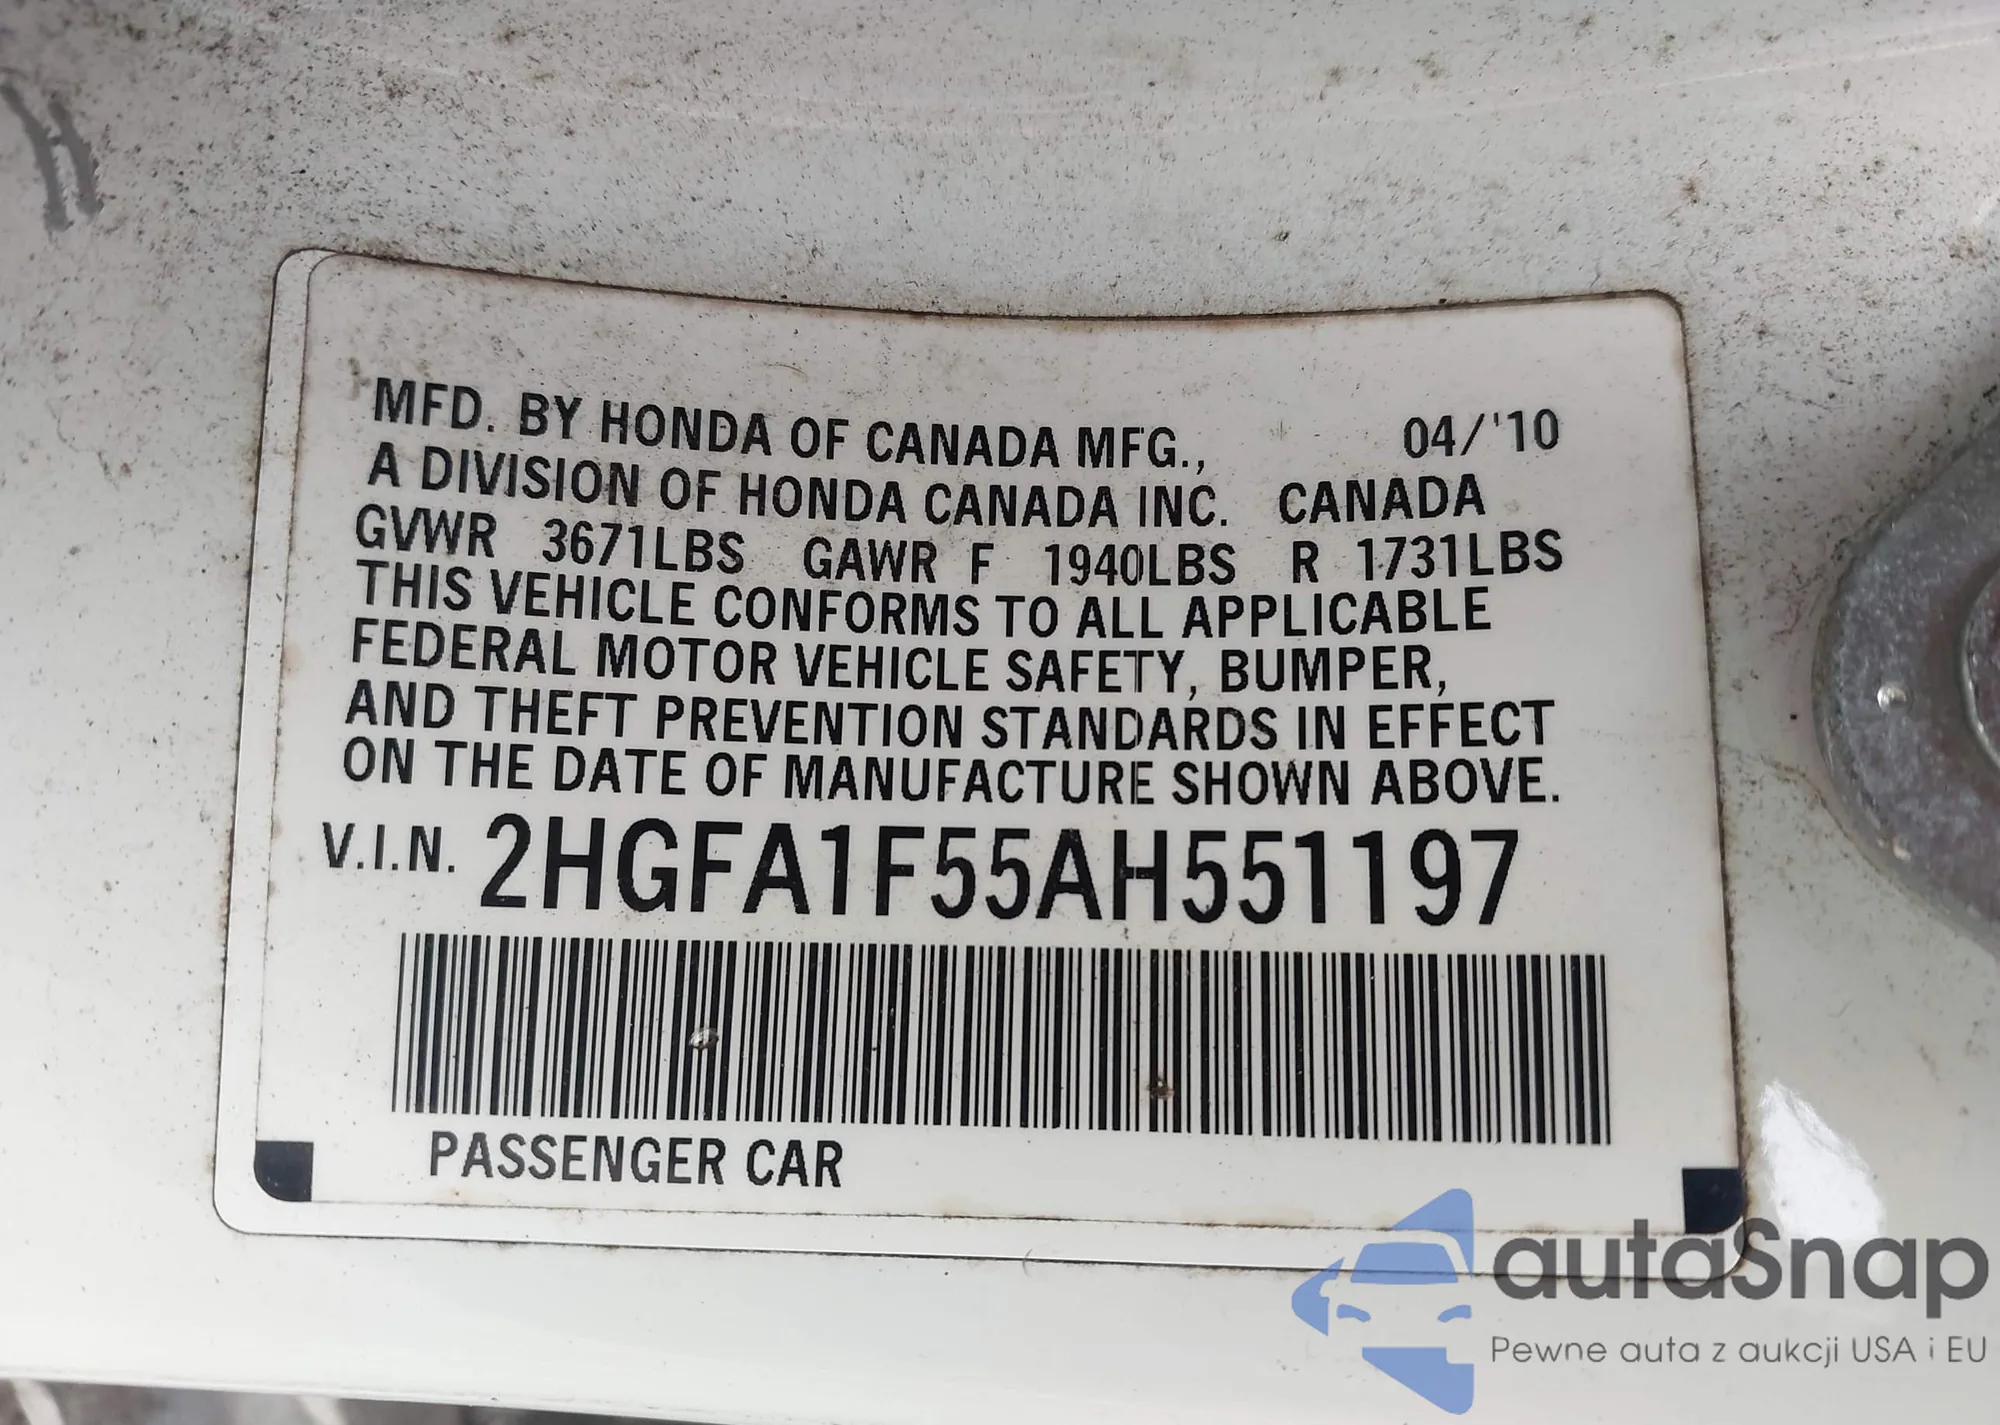 MFD. BY HONDA OF CANADA MFG., 04/'10
A DIVISION OF HONDA CANADA INC. CANADA
GVWR 3671LBS GAWR F 1940LBS R 1731LBS
THIS VEHICLE CONFORMS TO ALL APPLICABLE
FEDERAL MOTOR VEHICLE SAFETY, BUMPER,
AND THEFT PREVENTION STANDARDS IN EFFECT
ON THE DATE OF MANUFACTURE SHOWN ABOVE.
V.I.N. 2HGFA1F55AH551197
PASSENGER CAR
autaSnap
Pewne auta z aukcji USA i EU